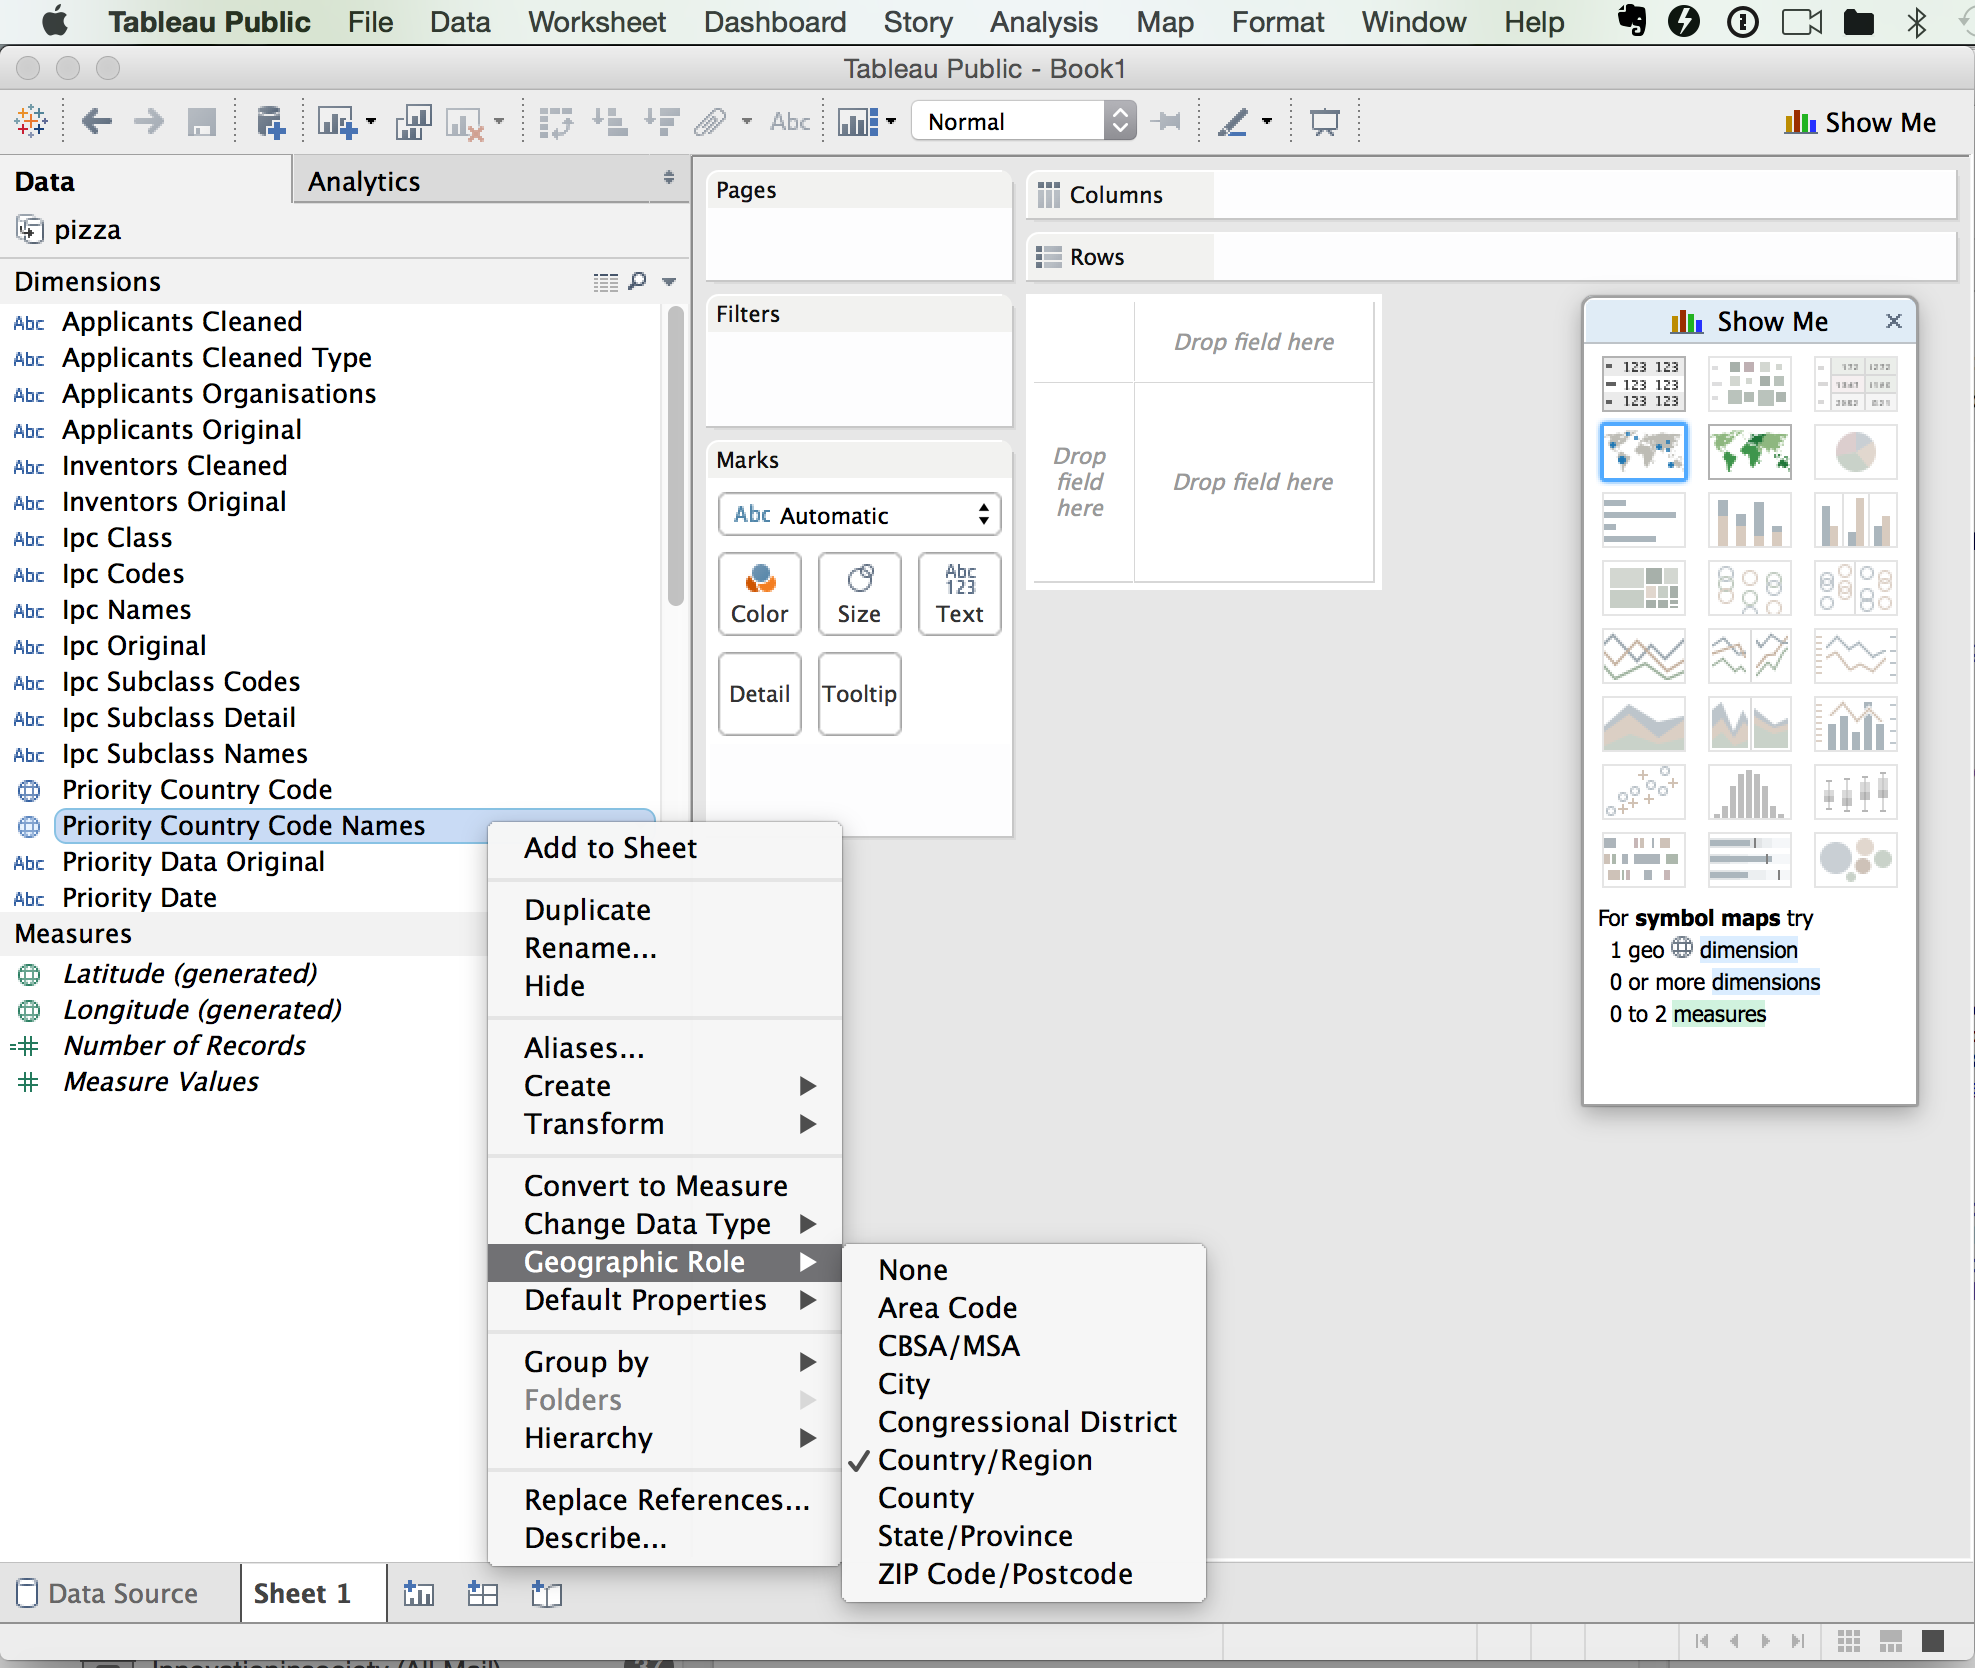 Tableau Public File Data Worksheet Dashboard Story Analysis Map Format Window Help
Tableau Public - Book1
Abc Normal Show Me
Data Analytics
pizza
Dimensions
Abc Applicants Cleaned
Abc Applicants Cleaned Type
Abc Applicants Organisations
Abc Applicants Original
Abc Inventors Cleaned
Abc Inventors Original
Abc Ipc Class
Abc Ipc Codes
Abc Ipc Names
Abc Ipc Original
Abc Ipc Subclass Codes
Abc Ipc Subclass Detail
Abc Ipc Subclass Names
Priority Country Code
Priority Country Code Names
Abc Priority Data Original
Abc Priority Date
Measures
Latitude (generated)
Longitude (generated)
=# Number of Records
# Measure Values
Pages
Filters
Marks
Abc Automatic
Color Size Abc 123 Text
Detail Tooltip
Columns
Rows
Drop field here
Drop field here
Drop field here
Add to Sheet
Duplicate
Rename...
Hide
Aliases...
Create
Transform
Convert to Measure
Change Data Type
Geographic Role
Default Properties
Group by
Folders
Hierarchy
Replace References...
Describe...
None
Area Code
CBSA/MSA
City
Congressional District
Country/Region
County
State/Province
ZIP Code/Postcode
Show Me
123 123
123 123
123 123
For symbol maps try
1 geo dimension
0 or more dimensions
0 to 2 measures
Data Source Sheet 1